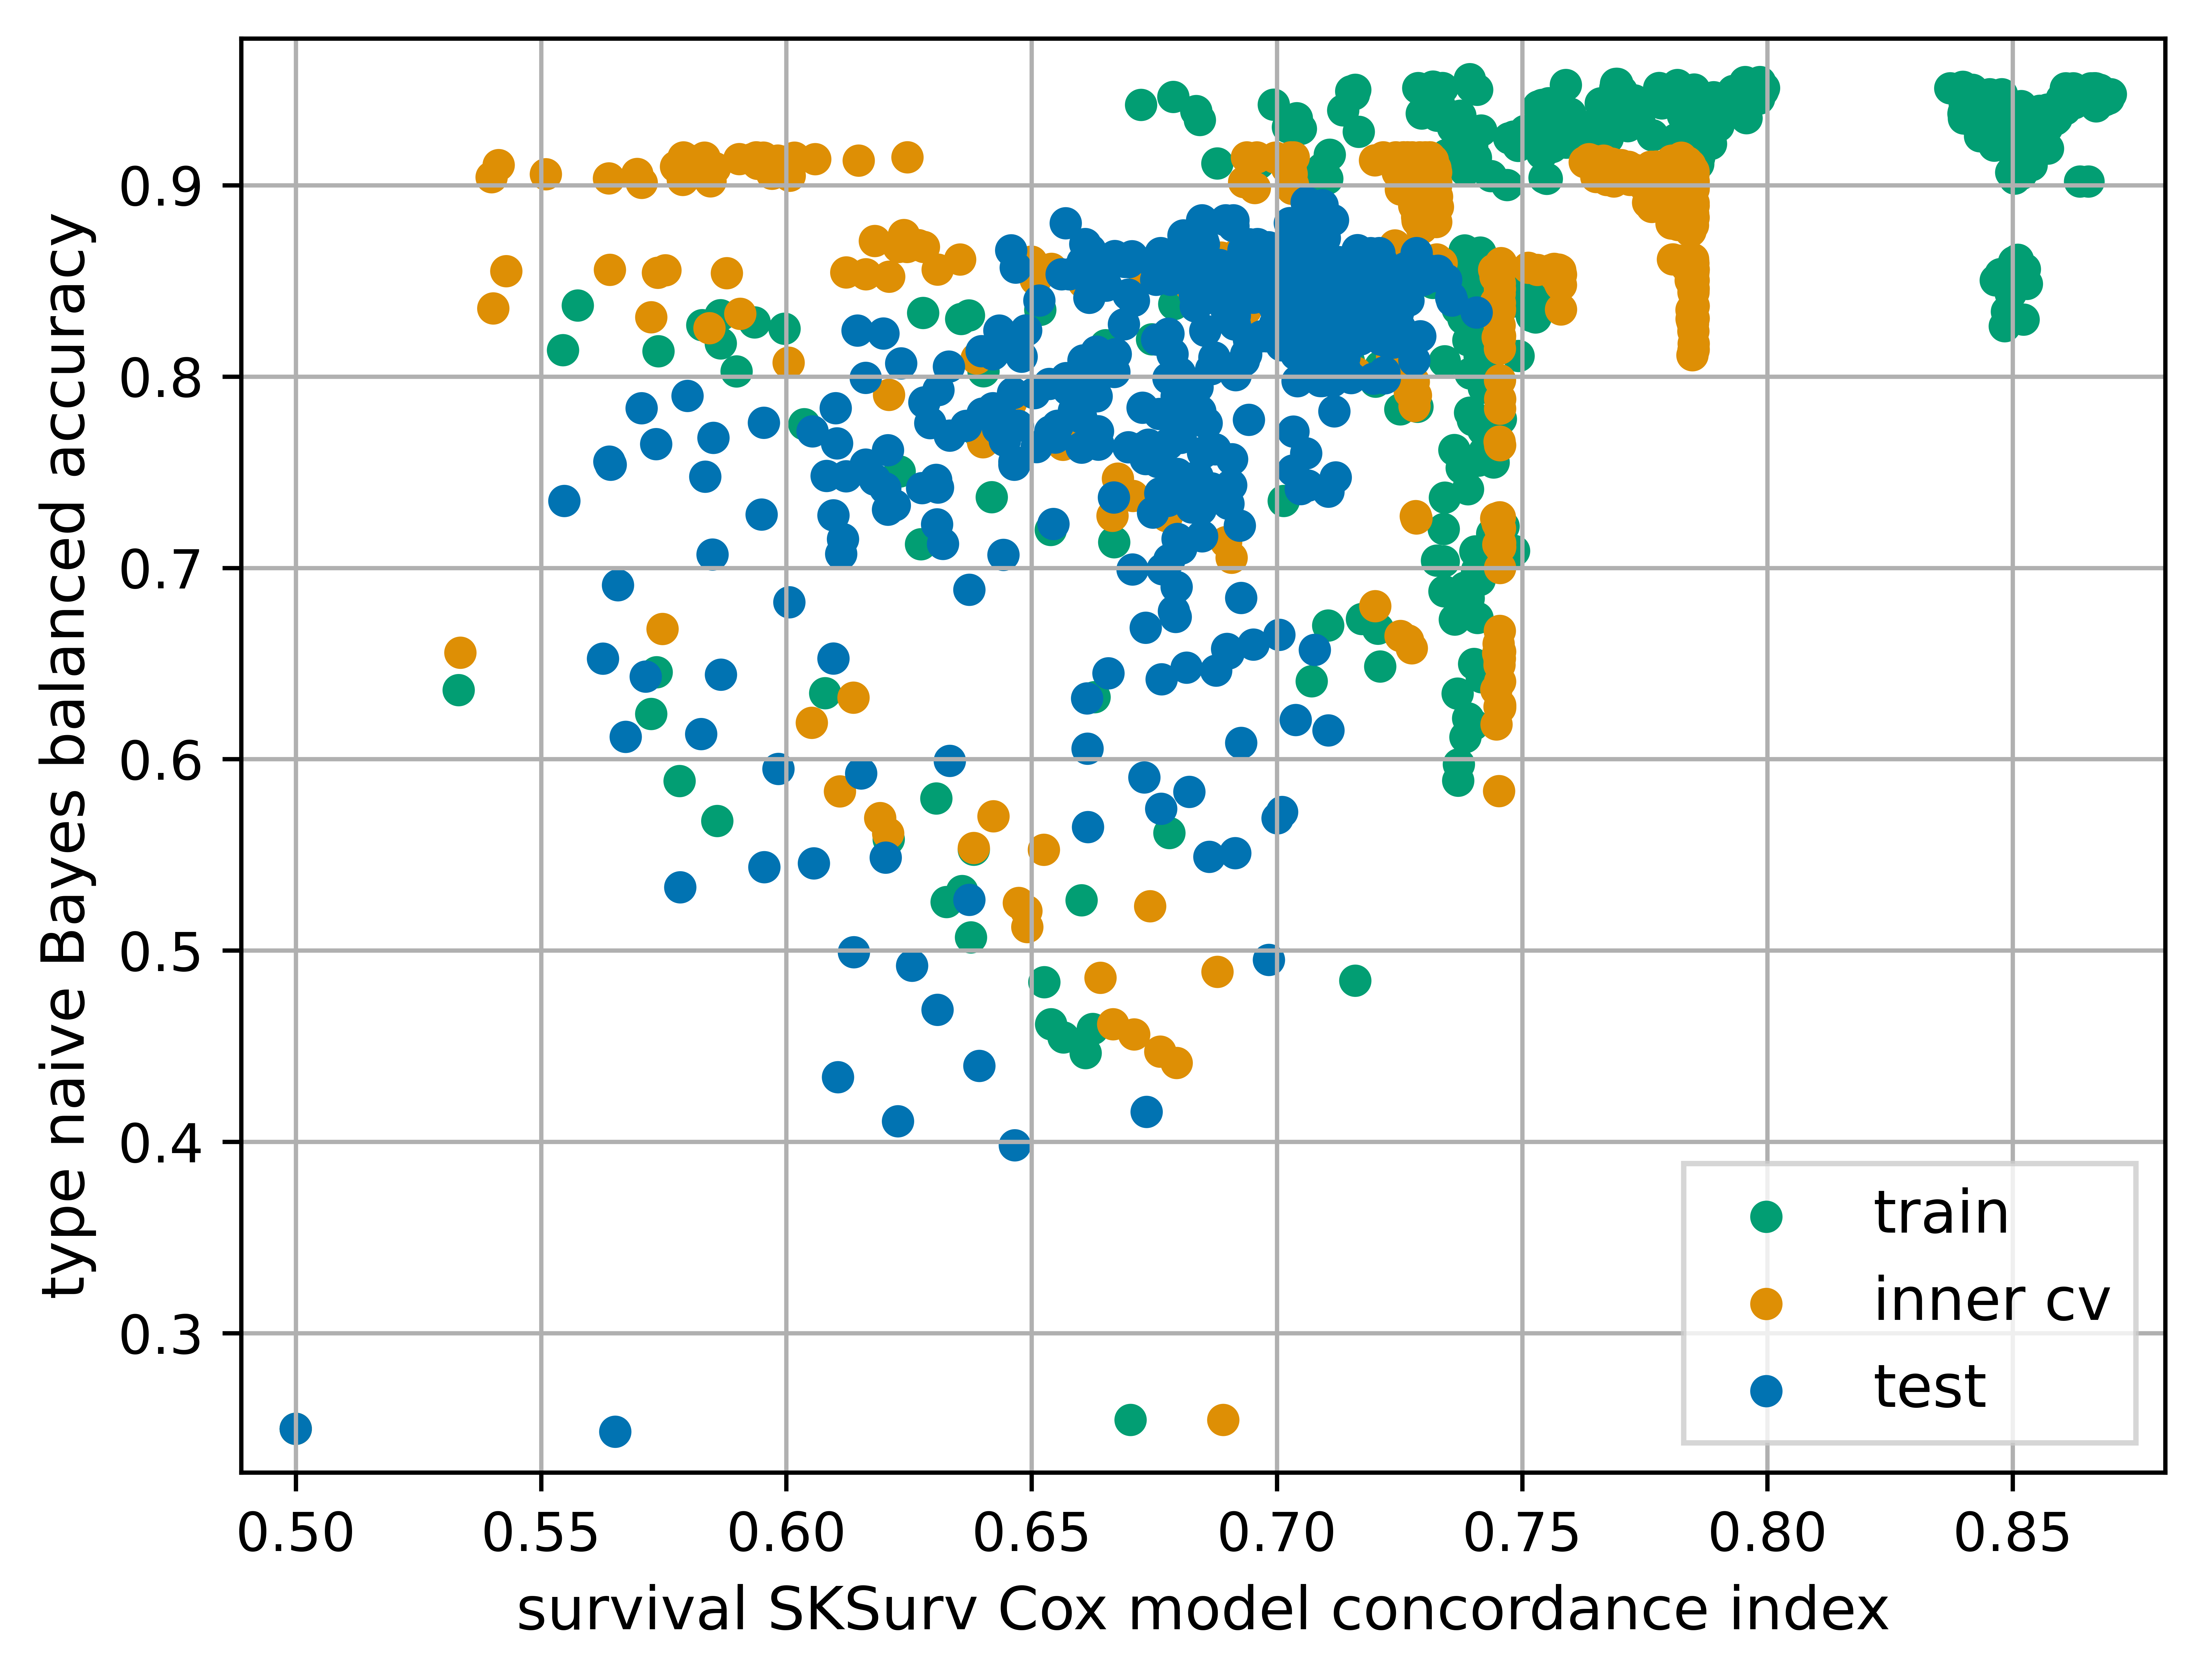 type naive Bayes balanced accuracy
0.9
0.8
0.7
0.6
0.5
0.4
0.3
train
inner cv
test
0.50 0.55 0.60 0.65 0.70 0.75 0.80 0.85
survival SKSurv Cox model concordance index